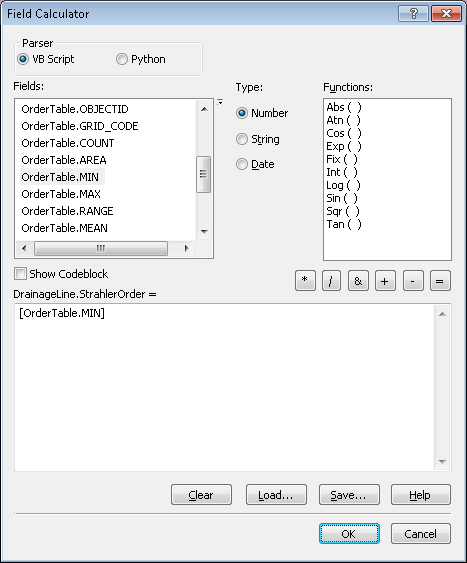 Field Calculator
Parser
VB Script
Python
Fields:
Type:
Functions:
OrderTable.OBJECTID
OrderTable.GRID_CODE
OrderTable.COUNT
OrderTable.AREA
OrderTable.MIN
OrderTable.MAX
OrderTable.RANGE
OrderTable.MEAN
Number
String
Date
Abs ( )
Atn ( )
Cos ( )
Exp ( )
Fix ( )
Int ( )
Log ( )
Sin ( )
Sqr ( )
Tan ( )
Show Codeblock
* / & + - =
DrainageLine.StrahlerOrder =
[OrderTable.MIN]
Clear Load... Save... Help
OK Cancel